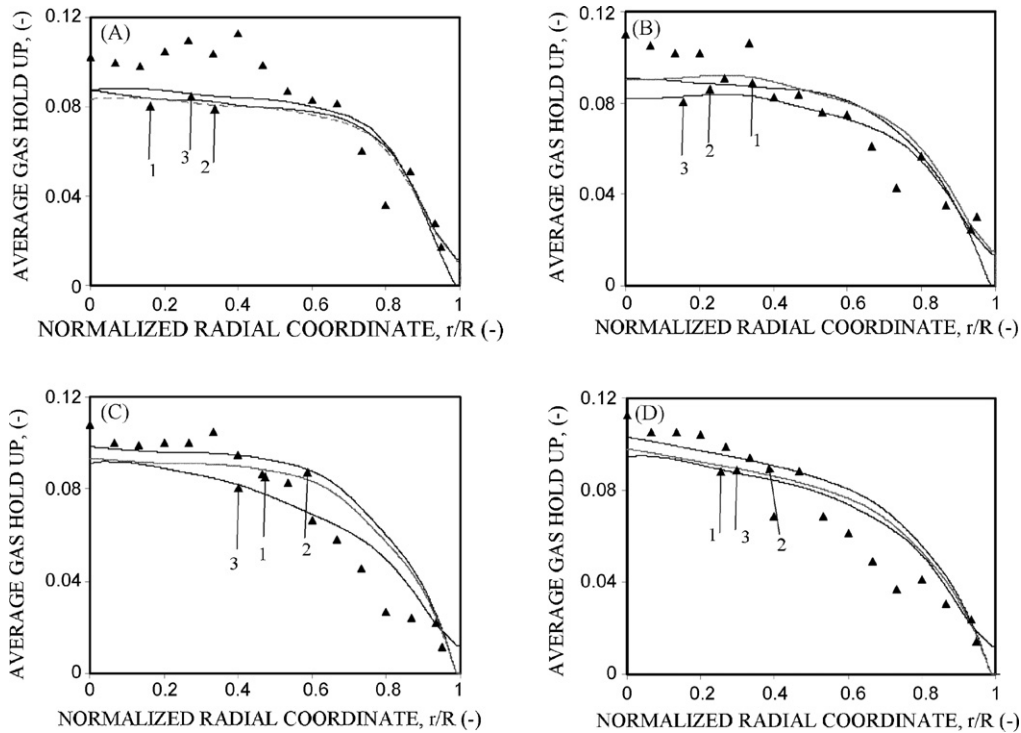 (A)
AVERAGE GAS HOLD UP, (-)
0.12
0.08
0.04
0
1
3
2
0 0.2 0.4 0.6 0.8 1
NORMALIZED RADIAL COORDINATE, r/R (-)
(B)
AVERAGE GAS HOLD UP, (-)
0.12
0.08
0.04
0
3
2
1
0 0.2 0.4 0.6 0.8 1
NORMALIZED RADIAL COORDINATE, r/R (-)
(C)
AVERAGE GAS HOLD UP, (-)
0.12
0.08
0.04
0
3
1
2
0 0.2 0.4 0.6 0.8 1
NORMALIZED RADIAL COORDINATE, r/R (-)
(D)
AVERAGE GAS HOLD UP, (-)
0.12
0.08
0.04
0
1
3
2
0 0.2 0.4 0.6 0.8 1
NORMALIZED RADIAL COORDINATE, r/R (-)